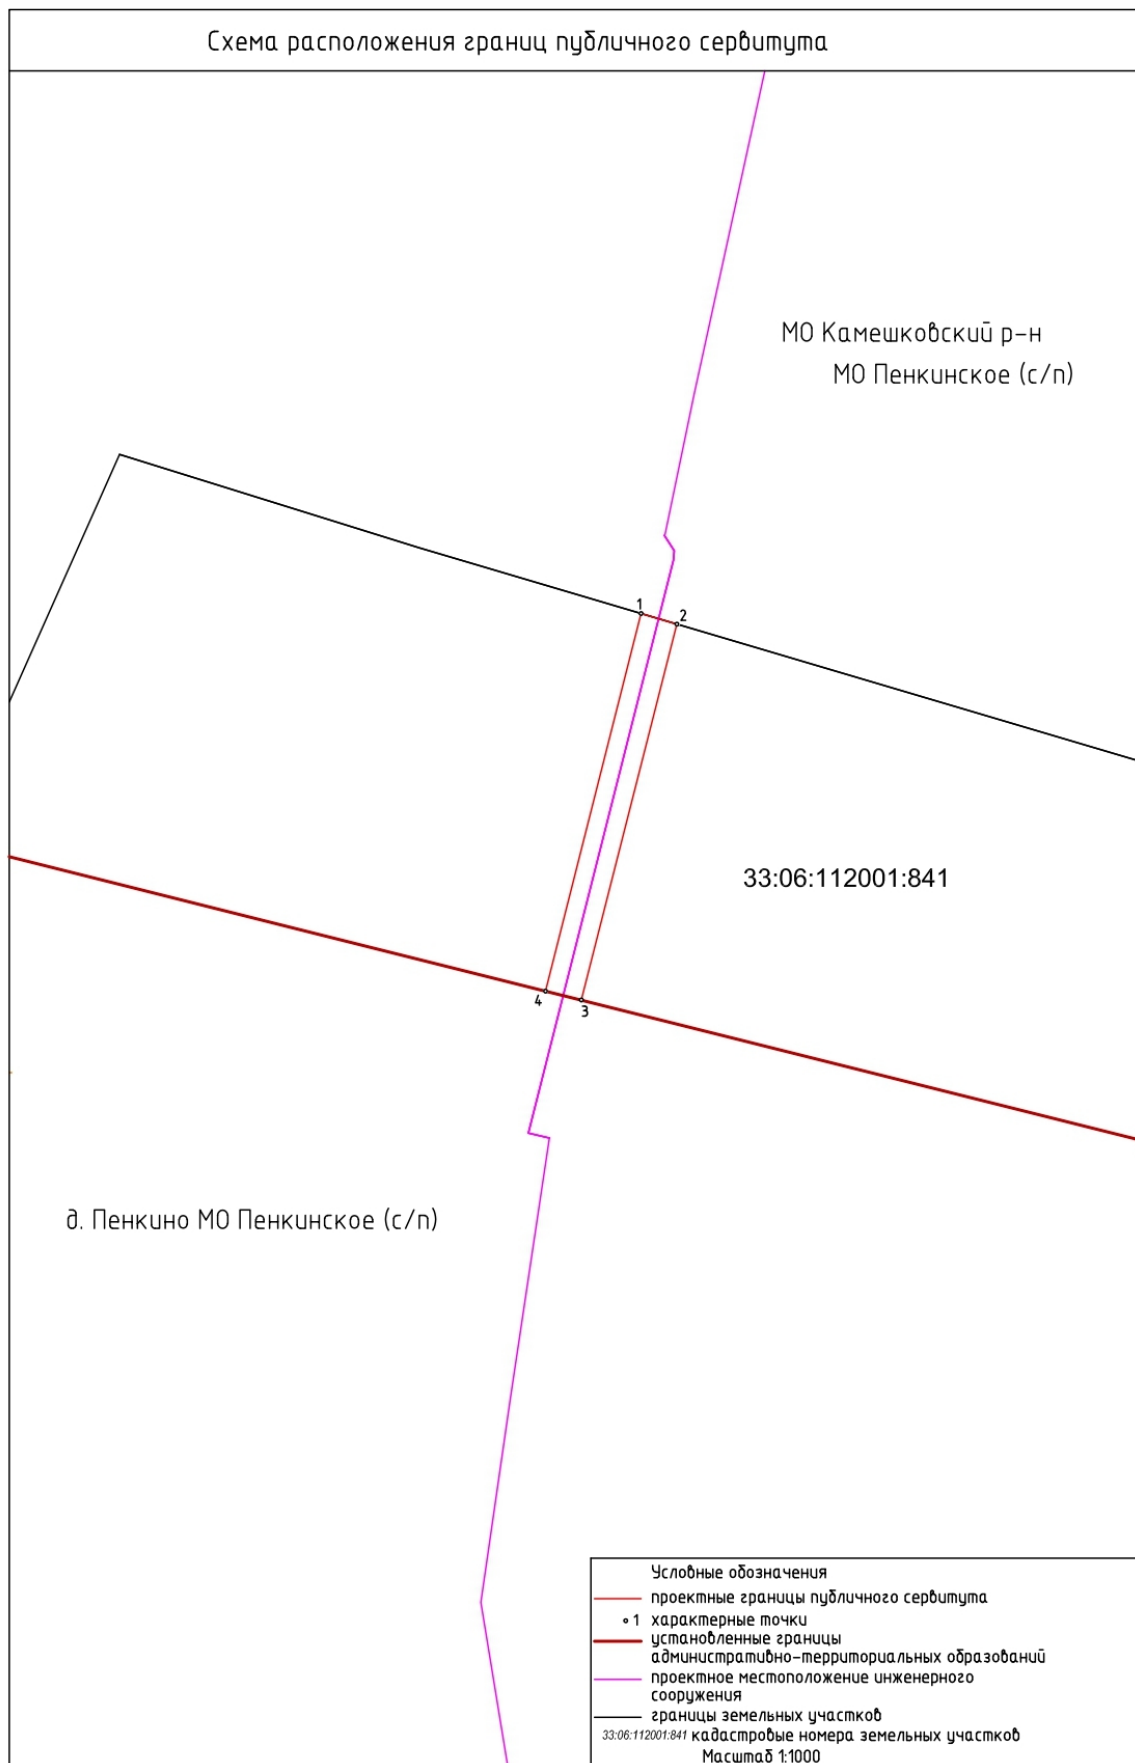 Схема расположения границ публичного сервитута
МО Камешковский р-н
МО Пенкинское (с/п)
1
2
33:06:112001:841
4
3
д. Пенкино МО Пенкинское (с/п)
Условные обозначения
проектные границы публичного сервитута
1 характерные точки
установленные границы
административно-территориальных образований
проектное местоположение инженерного
сооружения
границы земельных участков
33:06:112001:841 кадастровые номера земельных участков
Масштаб 1:1000